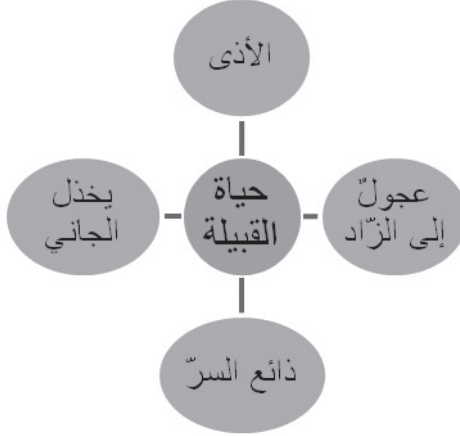 الأذى
عجولٌ
إلى الزّاد
حياة
القبيلة
يخذل
الجاني
ذائع السرّ